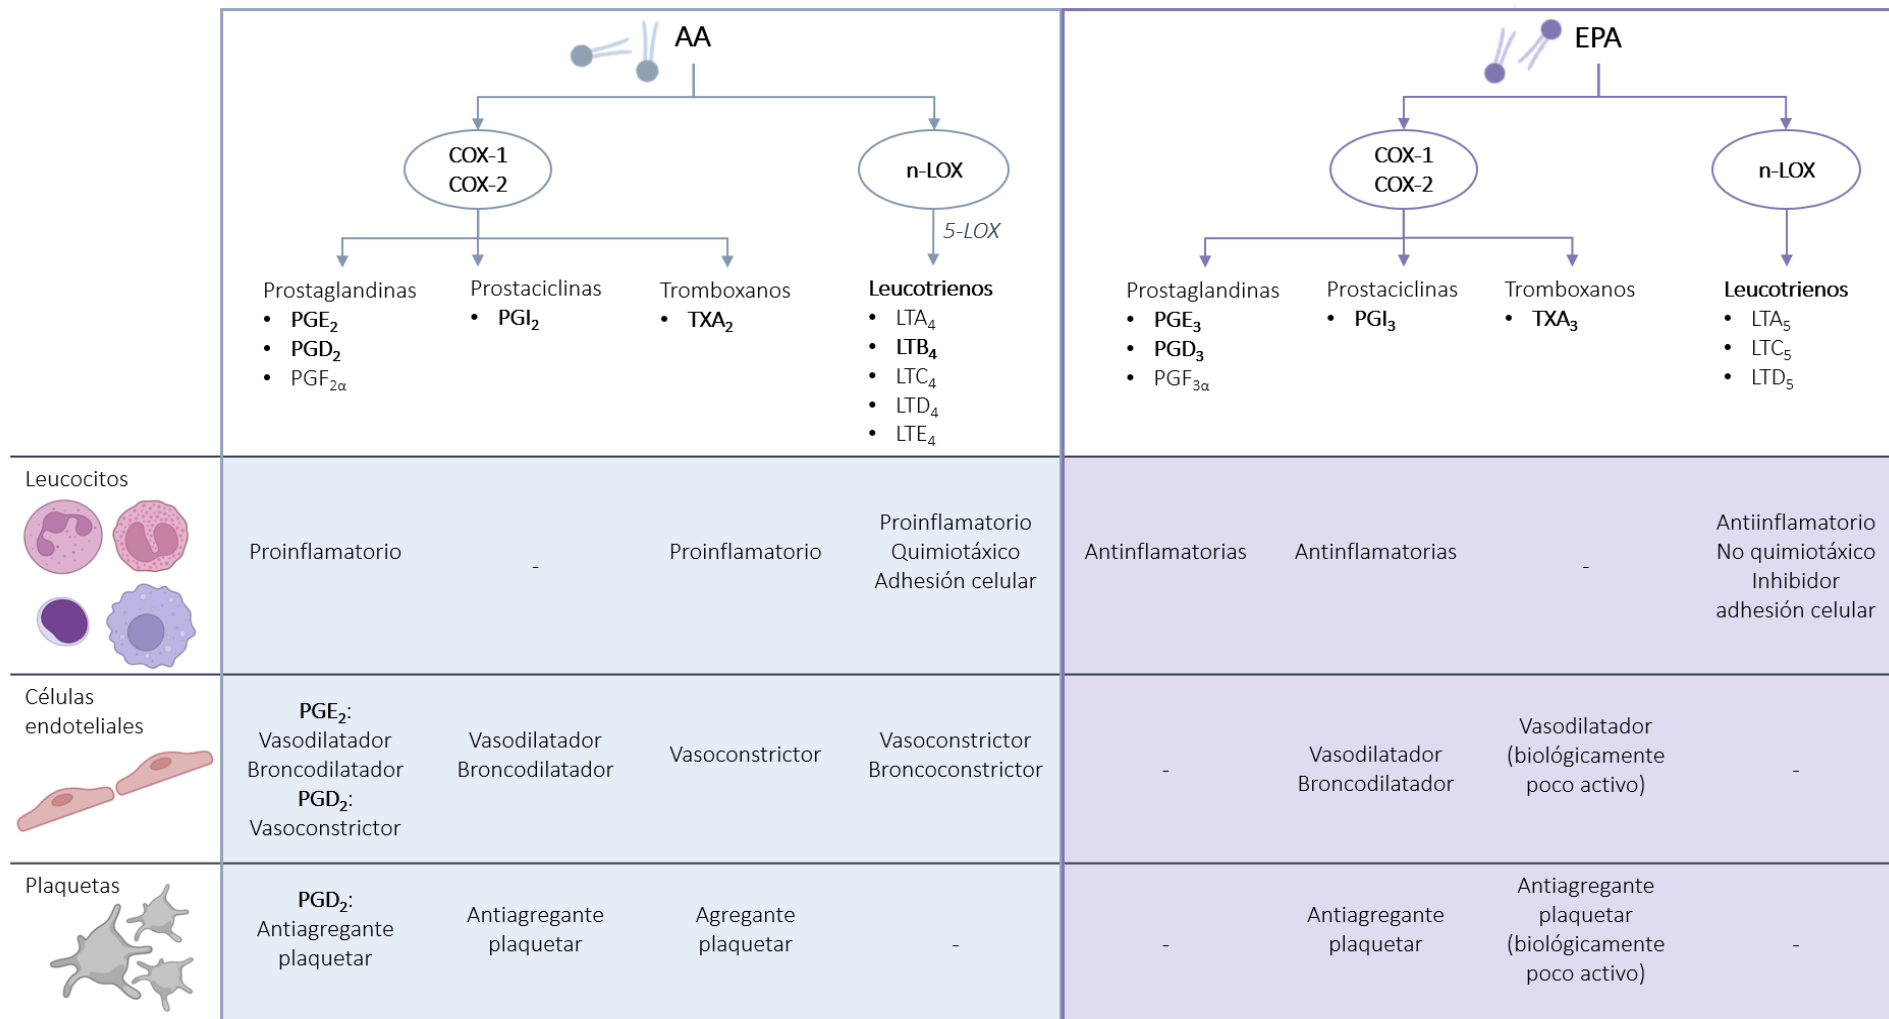 AA
COX-1
COX-2
n-LOX
5-LOX
Prostaglandinas
• PGE₂
• PGD₂
• PGF₂α
Prostaciclinas
• PGI₂
Tromboxanos
• TXA₂
Leucotrienos
• LTA₄
• LTB₄
• LTC₄
• LTD₄
• LTE₄
EPA
COX-1
COX-2
n-LOX
Prostaglandinas
• PGE₃
• PGD₃
• PGF₃α
Prostaciclinas
• PGI₃
Tromboxanos
• TXA₃
Leucotrienos
• LTA₅
• LTC₅
• LTD₅
Leucocitos
Proinflamatorio
-
Proinflamatorio
Proinflamatorio
Quimiotáxico
Adhesión celular
Antinflamatorias
Antinflamatorias
-
Antiinflamatorio
No quimiotáxico
Inhibidor
adhesión celular
Células
endoteliales
PGE₂:
Vasodilatador
Broncodilatador
PGD₂:
Vasoconstrictor
Vasodilatador
Broncodilatador
Vasoconstrictor
Vasoconstrictor
Broncoconstrictor
-
Vasodilatador
Broncodilatador
Vasodilatador
(biológicamente
poco activo)
-
Plaquetas
PGD₂:
Antiagregante
plaquetar
Antiagregante
plaquetar
Agregante
plaquetar
-
-
Antiagregante
plaquetar
Antiagregante
plaquetar
(biológicamente
poco activo)
-